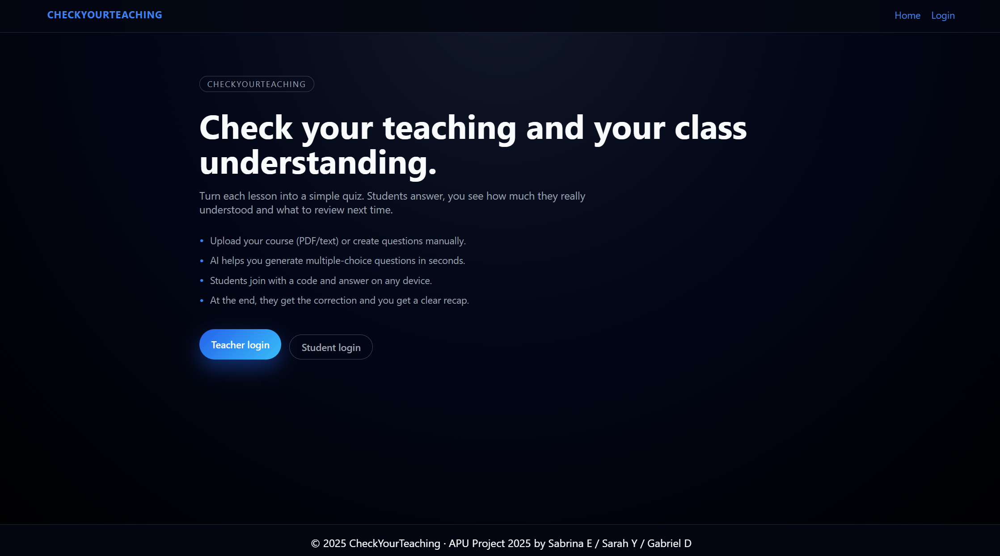 CHECKYOURTEACHING
Home Login
CHECKYOURTEACHING
Check your teaching and your class
understanding.
Turn each lesson into a simple quiz. Students answer, you see how much they really
understood and what to review next time.
• Upload your course (PDF/text) or create questions manually.
• AI helps you generate multiple-choice questions in seconds.
• Students join with a code and answer on any device.
• At the end, they get the correction and you get a clear recap.
Teacher login
Student login
© 2025 CheckYourTeaching · APU Project 2025 by Sabrina E / Sarah Y / Gabriel D